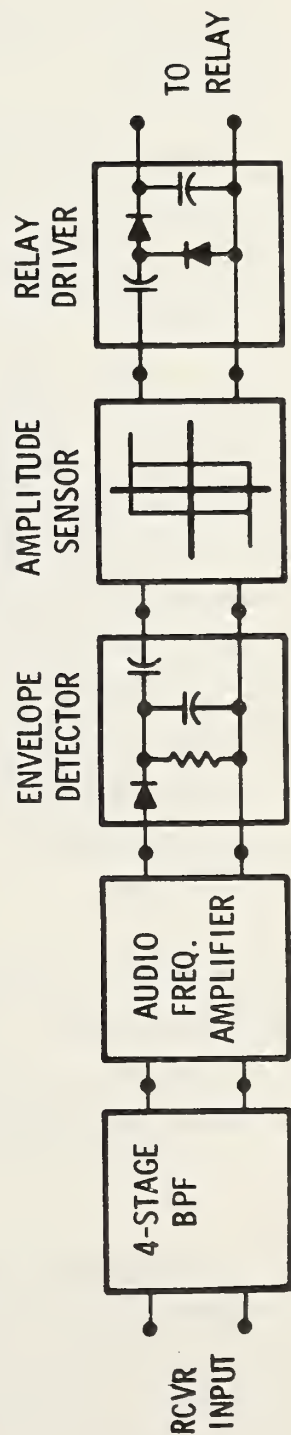 RCVR
INPUT
4-STAGE
BPF
AUDIO
FREQ.
AMPLIFIER
ENVELOPE
DETECTOR
AMPLITUDE
SENSOR
RELAY
DRIVER
TO
RELAY